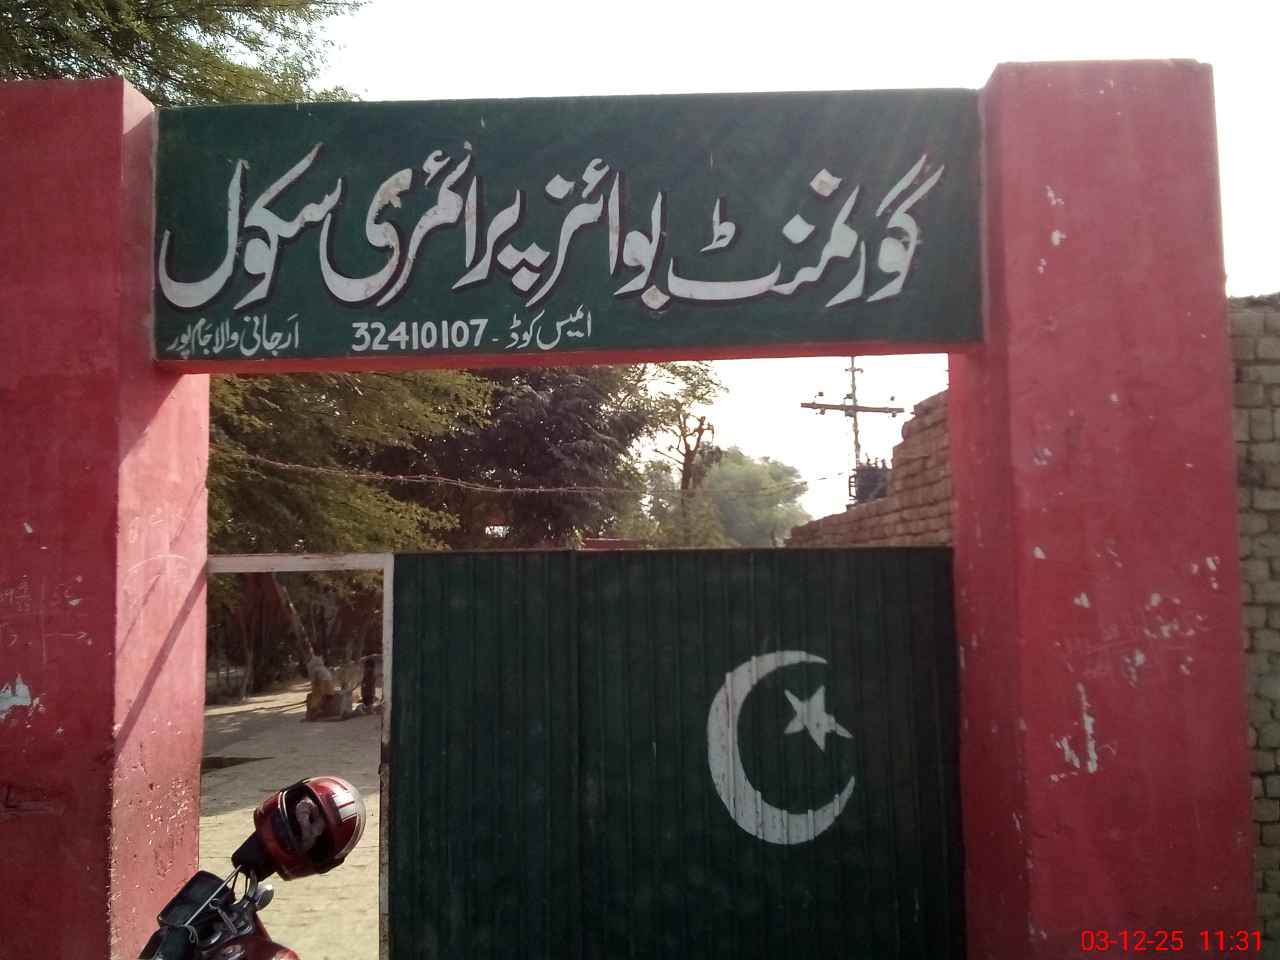 گورنمنٹ بوائز پرائمری سکول
ایمس کوڈ - 32410107
ارجانی والا جام پور
03-12-25 11:31